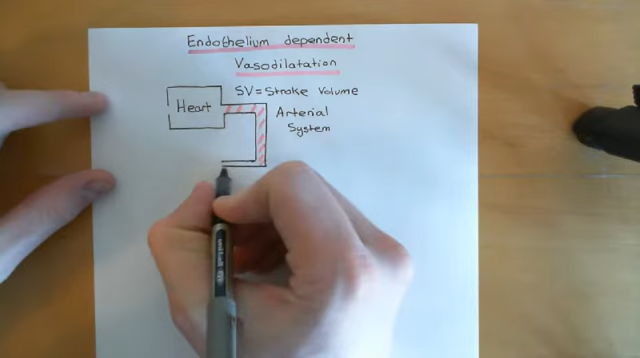 Endothelium dependent
Vasodilatation
SV = Stroke Volume
Heart
Arterial
System